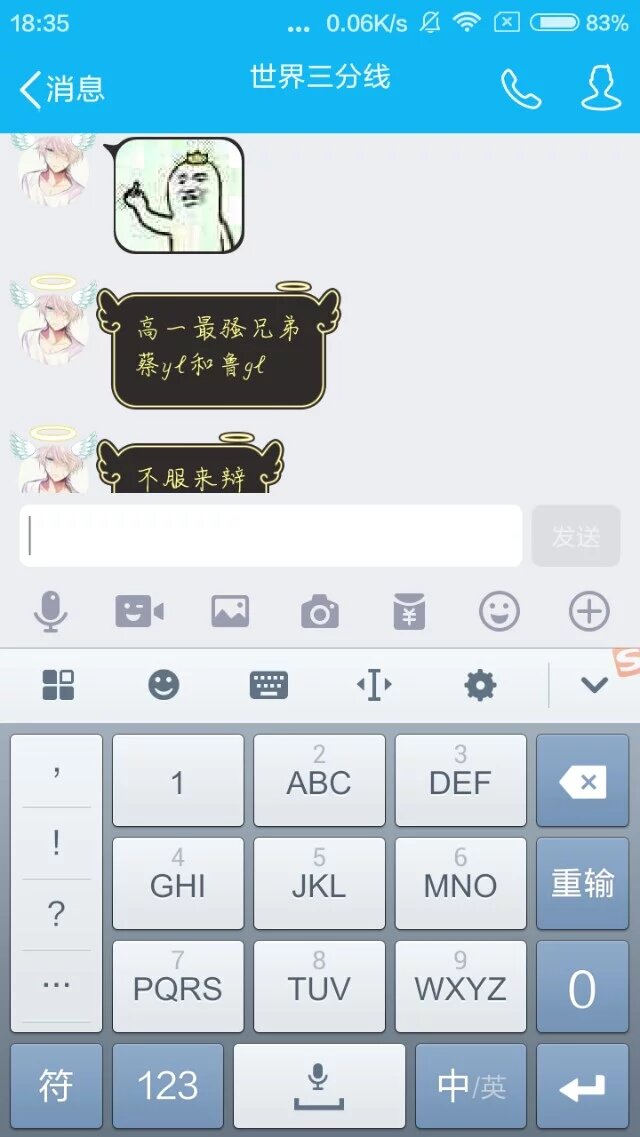 18:35
... 0.06K/s 83%
消息
世界三分线
高一最骚兄弟
蔡yl和鲁gl
不服来辩
发送
,
1
2
ABC
3
DEF
!
4
GHI
5
JKL
6
MNO
重输
?
7
PQRS
8
TUV
9
WXYZ
0
...
符
123
中/英